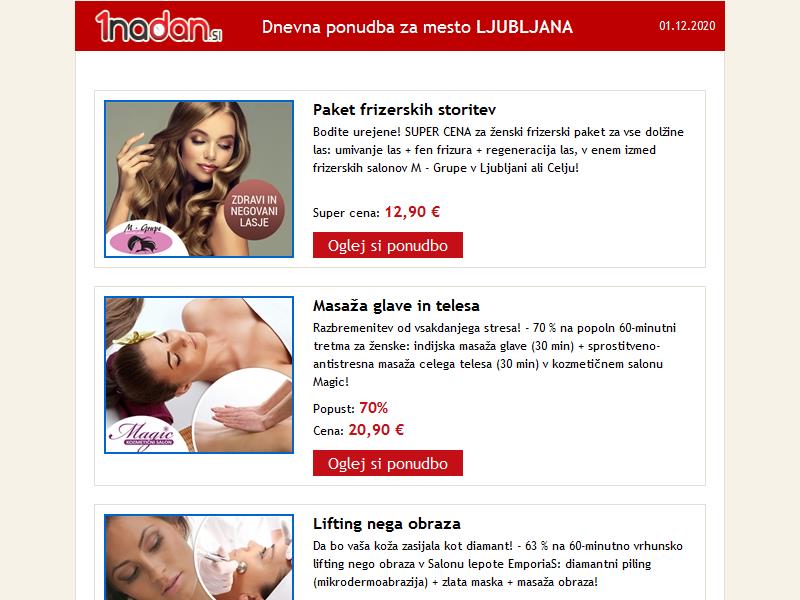 1nadan.si
Dnevna ponudba za mesto LJUBLJANA
01.12.2020
Paket frizerskih storitev
Bodite urejene! SUPER CENA za ženski frizerski paket za vse dolžine
las: umivanje las + fen frizura + regeneracija las, v enem izmed
frizerskih salonov M - Grupe v Ljubljani ali Celju!
ZDRAVI IN
NEGOVANI
LASJE
M - Grupe
Super cena: 12,90 €
Oglej si ponudbo
Masaža glave in telesa
Razbremenitev od vsakdanjega stresa! - 70 % na popoln 60-minutni
tretma za ženske: indijska masaža glave (30 min) + sprostitveno-
antistresna masaža celega telesa (30 min) v kozmetičnem salonu
Magic!
Magic
KOZMETIČNI SALON
Popust: 70%
Cena: 20,90 €
Oglej si ponudbo
Lifting nega obraza
Da bo vaša koža zasijala kot diamant! - 63 % na 60-minutno vrhunsko
lifting nego obraza v Salonu lepote EmporiaS: diamantni piling
(mikrodermoabrazija) + zlata maska + masaža obraza!